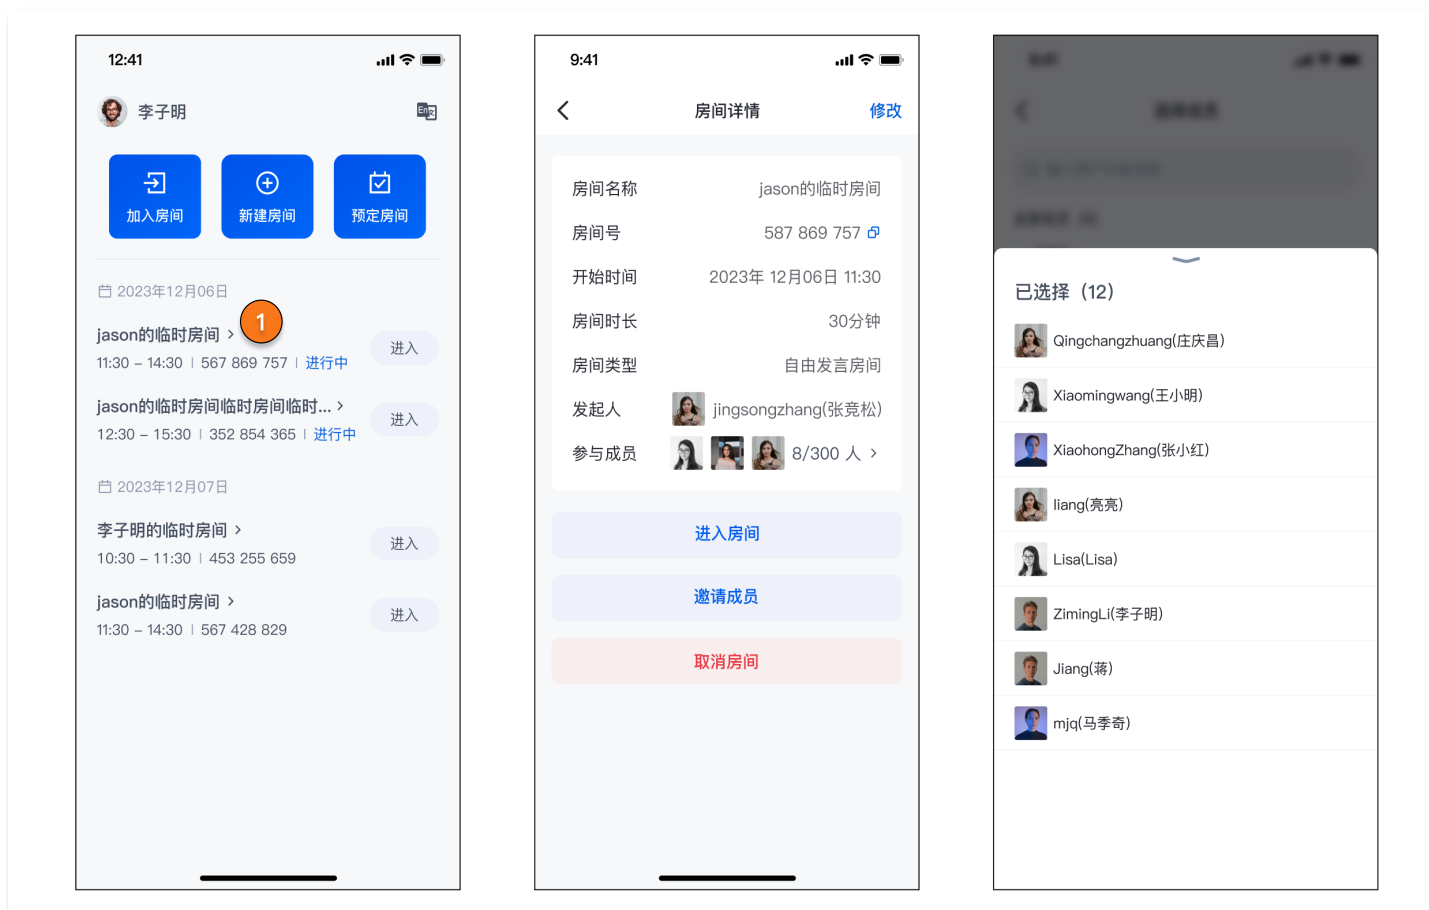 12:41
李子明
加入房间
新建房间
预定房间
2023年12月06日
jason的临时房间 >
1
11:30 – 14:30 | 567 869 757 | 进行中
进入
jason的临时房间临时房间临时... >
12:30 – 15:30 | 352 854 365 | 进行中
进入
2023年12月07日
李子明的临时房间 >
10:30 – 11:30 | 453 255 659
进入
jason的临时房间 >
11:30 – 14:30 | 567 428 829
进入
9:41
房间详情
修改
房间名称 jason的临时房间
房间号 587 869 757
开始时间 2023年 12月06日 11:30
房间时长 30分钟
房间类型 自由发言房间
发起人 jingsongzhang(张竞松)
参与成员 8/300 人 >
进入房间
邀请成员
取消房间
已选择（12）
Qingchangzhuang(庄庆昌)
Xiaomingwang(王小明)
XiaohongZhang(张小红)
liang(亮亮)
Lisa(Lisa)
ZimingLi(李子明)
Jiang(蒋)
mjq(马季奇)